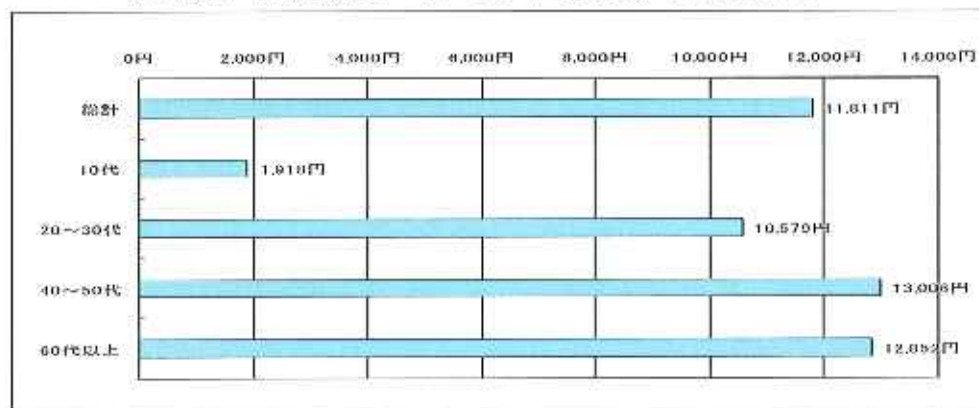 0円 2,000円 4,000円 6,000円 8,000円 10,000円 12,000円 14,000円
総計 11,811円
10代 1,918円
20～30代 10,579円
40～50代 13,006円
60代以上 12,852円